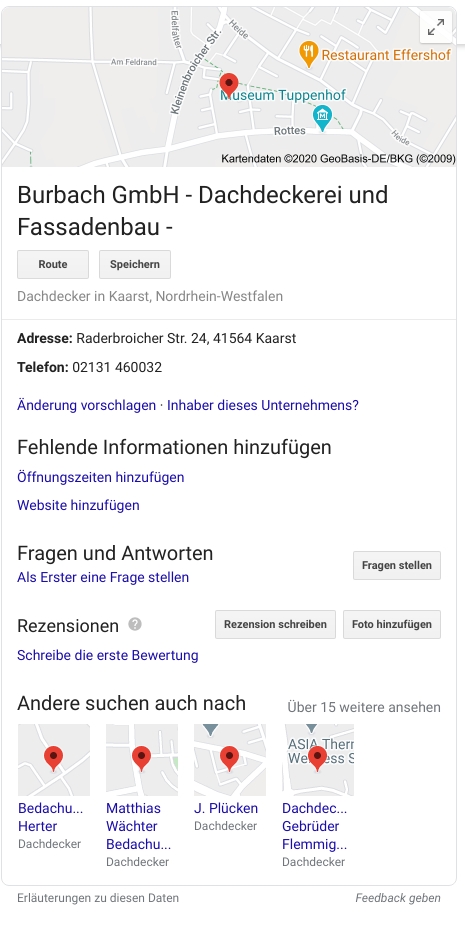 Edelfalter
Kleinenbroicher Str.
Heide
Am Feldrand
Restaurant Effershof
Museum Tuppenhof
Rottes
Heide
Kartendaten ©2020 GeoBasis-DE/BKG (©2009)
Burbach GmbH - Dachdeckerei und
Fassadenbau -
Route Speichern
Dachdecker in Kaarst, Nordrhein-Westfalen
Adresse: Raderbroicher Str. 24, 41564 Kaarst
Telefon: 02131 460032
Änderung vorschlagen · Inhaber dieses Unternehmens?
Fehlende Informationen hinzufügen
Öffnungszeiten hinzufügen
Website hinzufügen
Fragen und Antworten
Fragen stellen
Als Erster eine Frage stellen
Rezensionen ? Rezension schreiben Foto hinzufügen
Schreibe die erste Bewertung
Andere suchen auch nach Über 15 weitere ansehen
ASIA Therr
Wellness S
Bedachu...
Herter
Dachdecker
Matthias
Wächter
Bedachu...
Dachdecker
J. Plücken
Dachdecker
Dachdec...
Gebrüder
Flemmig...
Dachdecker
Erläuterungen zu diesen Daten Feedback geben